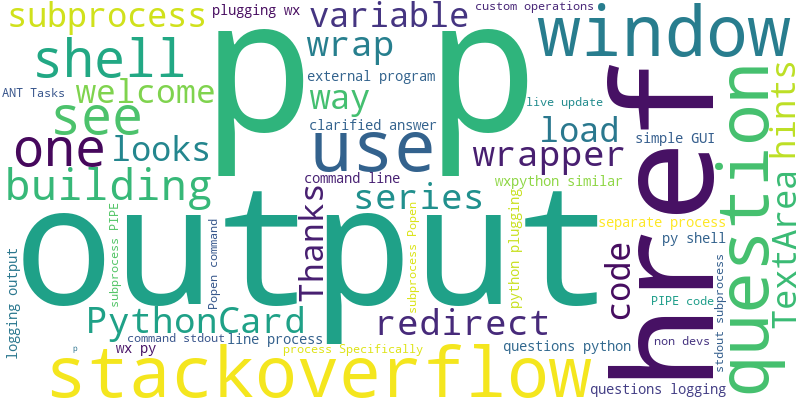 subprocess
plugging wx
variable
custom operations
window
shell
p p
wrap
external program
ANT Tasks
welcome
way
live update
see
clarified answer
load
simple GUI
one
looks
use
wrapper
href
question
hints
building
command line
series
wxpython similar
output
Thanks
subprocess PIPE
Popen command
subprocess Popen
python plugging
separate process
code
py shell
TextArea
logging output
PIPE code
stdout subprocess
PythonCard
redirect
command stdout
line process
non devs
p
wx py
process Specifically
questions python
stackoverflow
questions logging